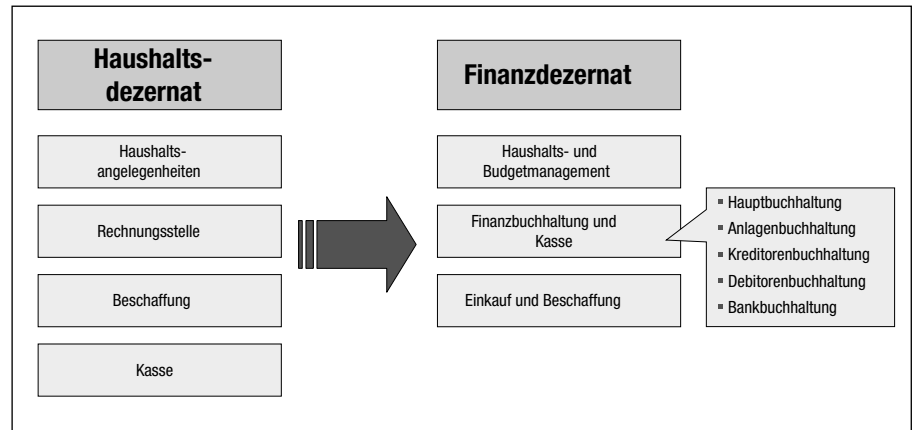 Haushalts-
dezernat
Haushalts-
angelegenheiten
Rechnungsstelle
Beschaffung
Kasse
Finanzdezernat
Haushalts- und
Budgetmanagement
Finanzbuchhaltung und
Kasse
Einkauf und Beschaffung
▪ Hauptbuchhaltung
▪ Anlagenbuchhaltung
▪ Kreditorenbuchhaltung
▪ Debitorenbuchhaltung
▪ Bankbuchhaltung